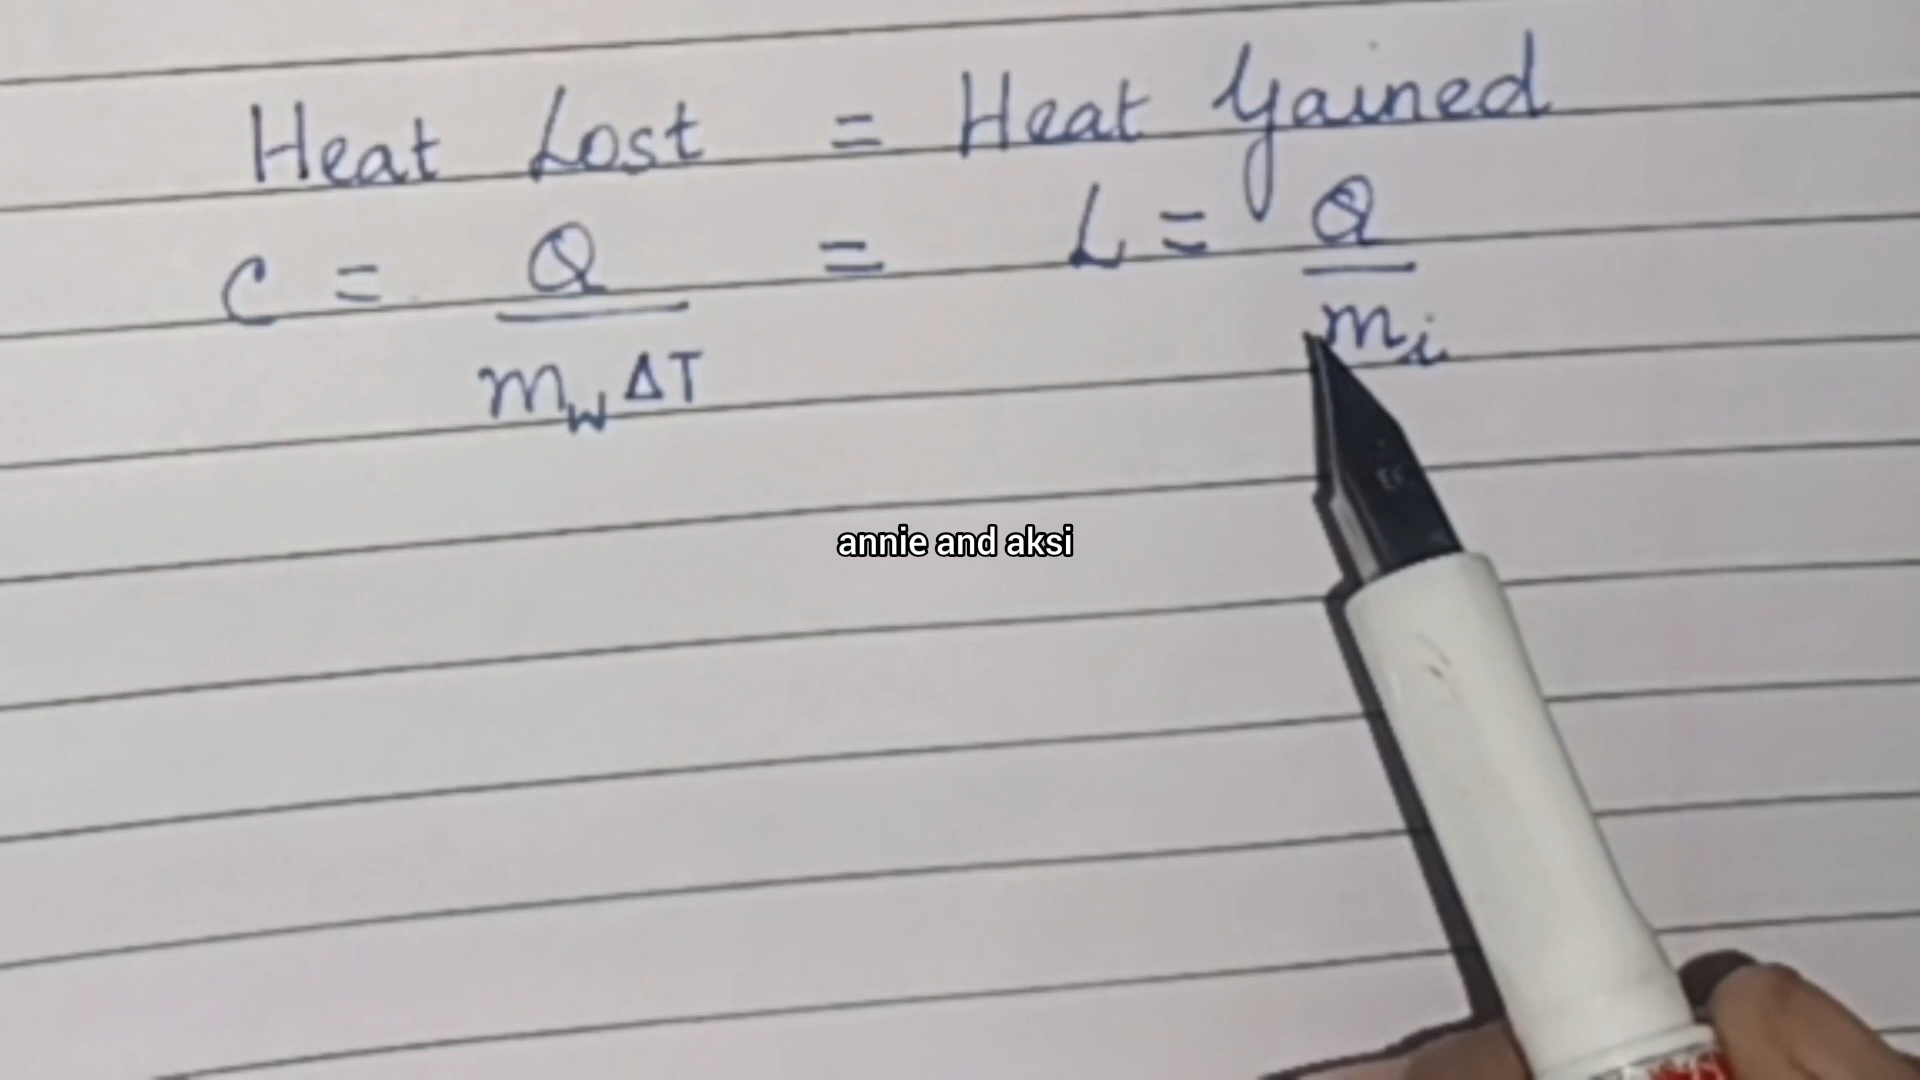 Heat Lost = Heat Gained
C = Q / m_w ΔT = L = Q / m_i
annie and aksi